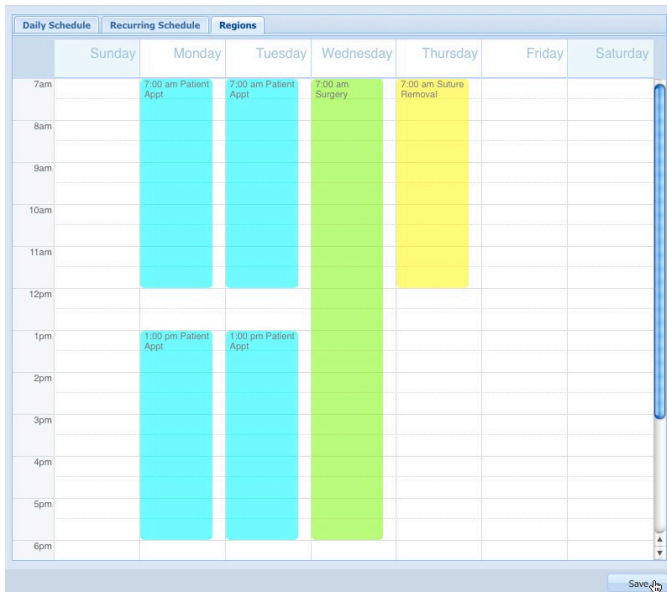 Daily Schedule Recurring Schedule Regions
Sunday Monday Tuesday Wednesday Thursday Friday Saturday
7am
7:00 am Patient
Appt
7:00 am Patient
Appt
7:00 am
Surgery
7:00 am Suture
Removal
8am
9am
10am
11am
12pm
1pm
1:00 pm Patient
Appt
1:00 pm Patient
Appt
2pm
3pm
4pm
5pm
6pm
Save